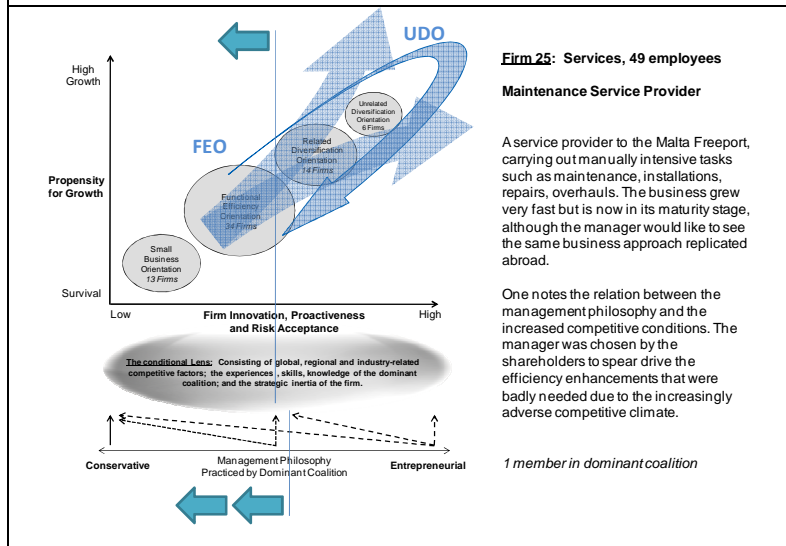 UDO
High
Growth
FEO
Unrelated
Diversification
Orientation
6 Firms
Related
Diversification
Orientation
14 Firms
Propensity
for Growth
Functional
Efficiency
Orientation
34 Firms
Small
Business
Orientation
13 Firms
Survival
Low
Firm Innovation, Proactiveness
and Risk Acceptance
High
The conditional Lens: Consisting of global, regional and industry-related
competitive factors; the experiences , skills, knowledge of the dominant
coalition; and the strategic inertia of the firm.
Conservative
Management Philosophy
Practiced by Dominant Coalition
Entrepreneurial
Firm 25: Services, 49 employees
Maintenance Service Provider
A service provider to the Malta Freeport,
carrying out manually intensive tasks
such as maintenance, installations,
repairs, overhauls. The business grew
very fast but is now in its maturity stage,
although the manager would like to see
the same business approach replicated
abroad.
One notes the relation between the
management philosophy and the
increased competitive conditions. The
manager was chosen by the
shareholders to spear drive the
efficiency enhancements that were
badly needed due to the increasingly
adverse competitive climate.
1 member in dominant coalition